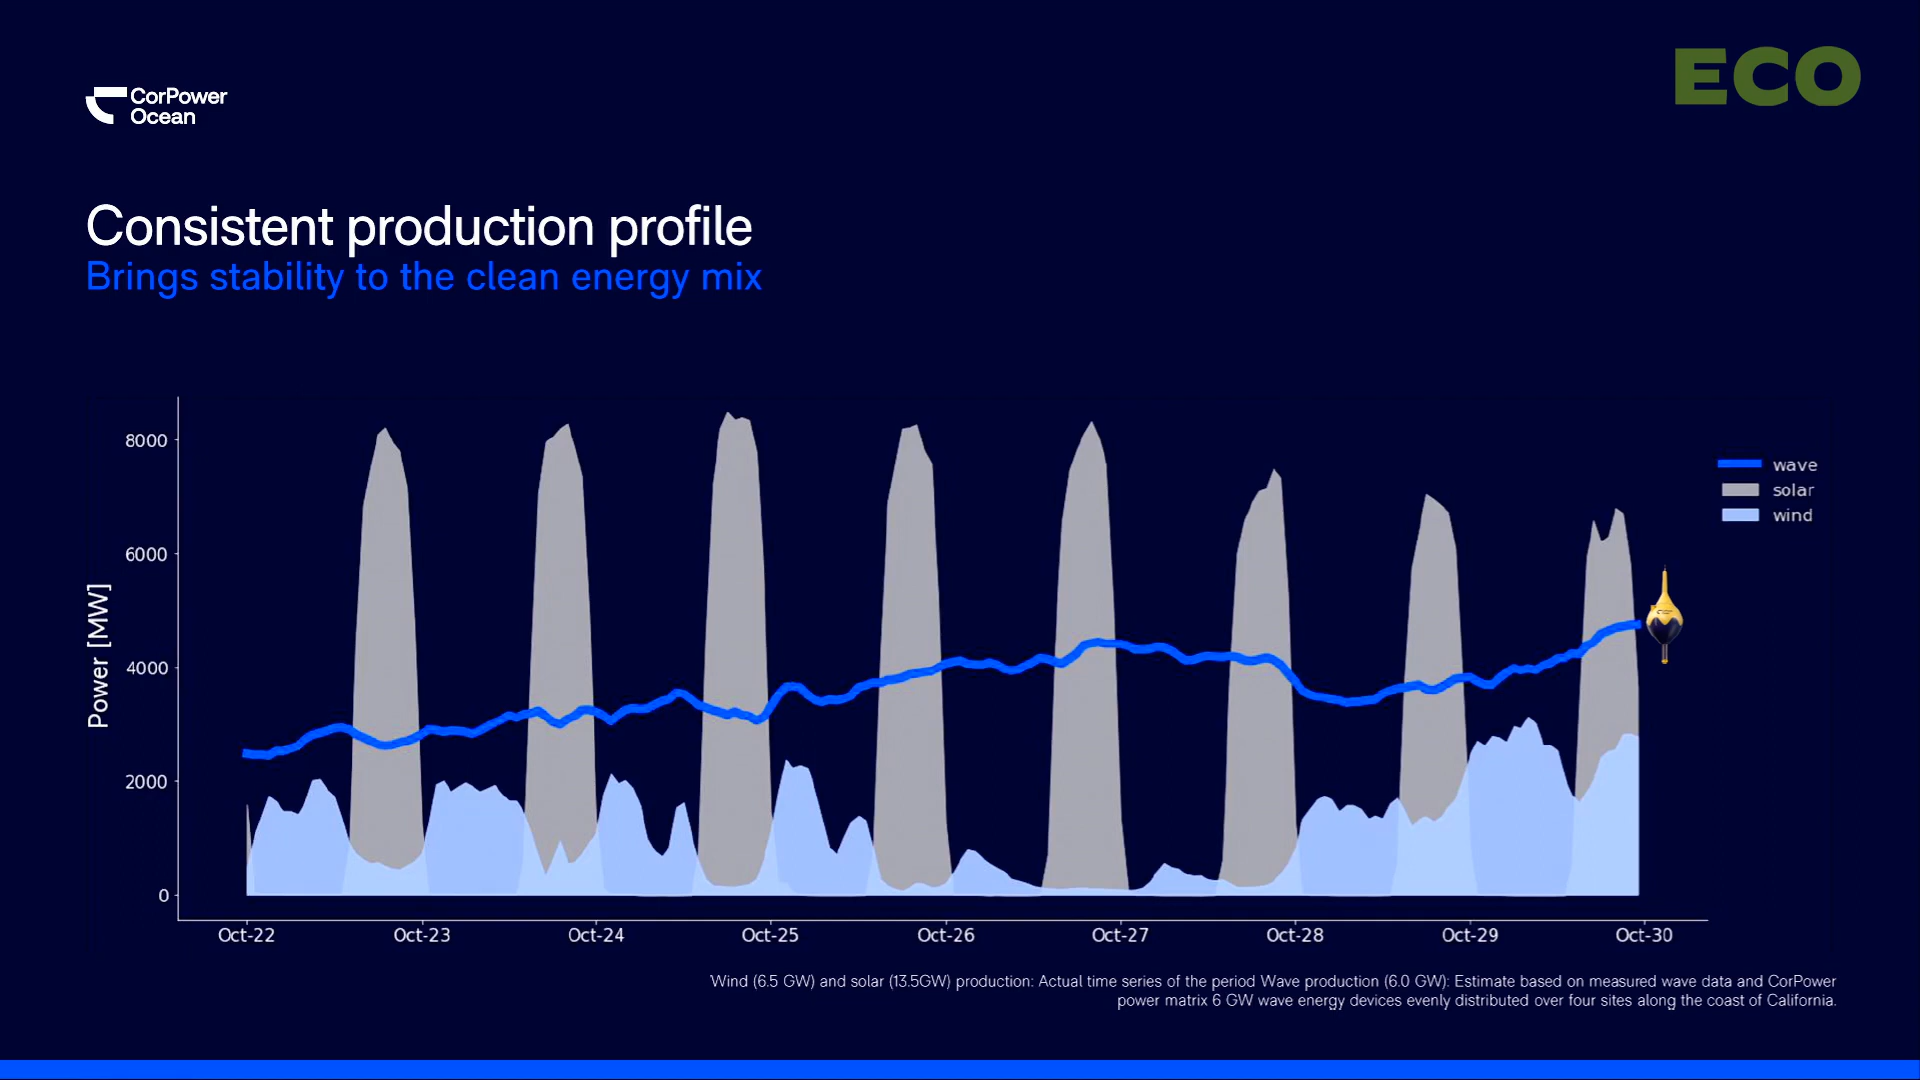 ECO
CorPower
Ocean
Consistent production profile
Brings stability to the clean energy mix
Power [MW]
8000
6000
4000
2000
0
wave
solar
wind
Oct-22 Oct-23 Oct-24 Oct-25 Oct-26 Oct-27 Oct-28 Oct-29 Oct-30
Wind (6.5 GW) and solar (13.5GW) production: Actual time series of the period Wave production (6.0 GW): Estimate based on measured wave data and CorPower
power matrix 6 GW wave energy devices evenly distributed over four sites along the coast of California.